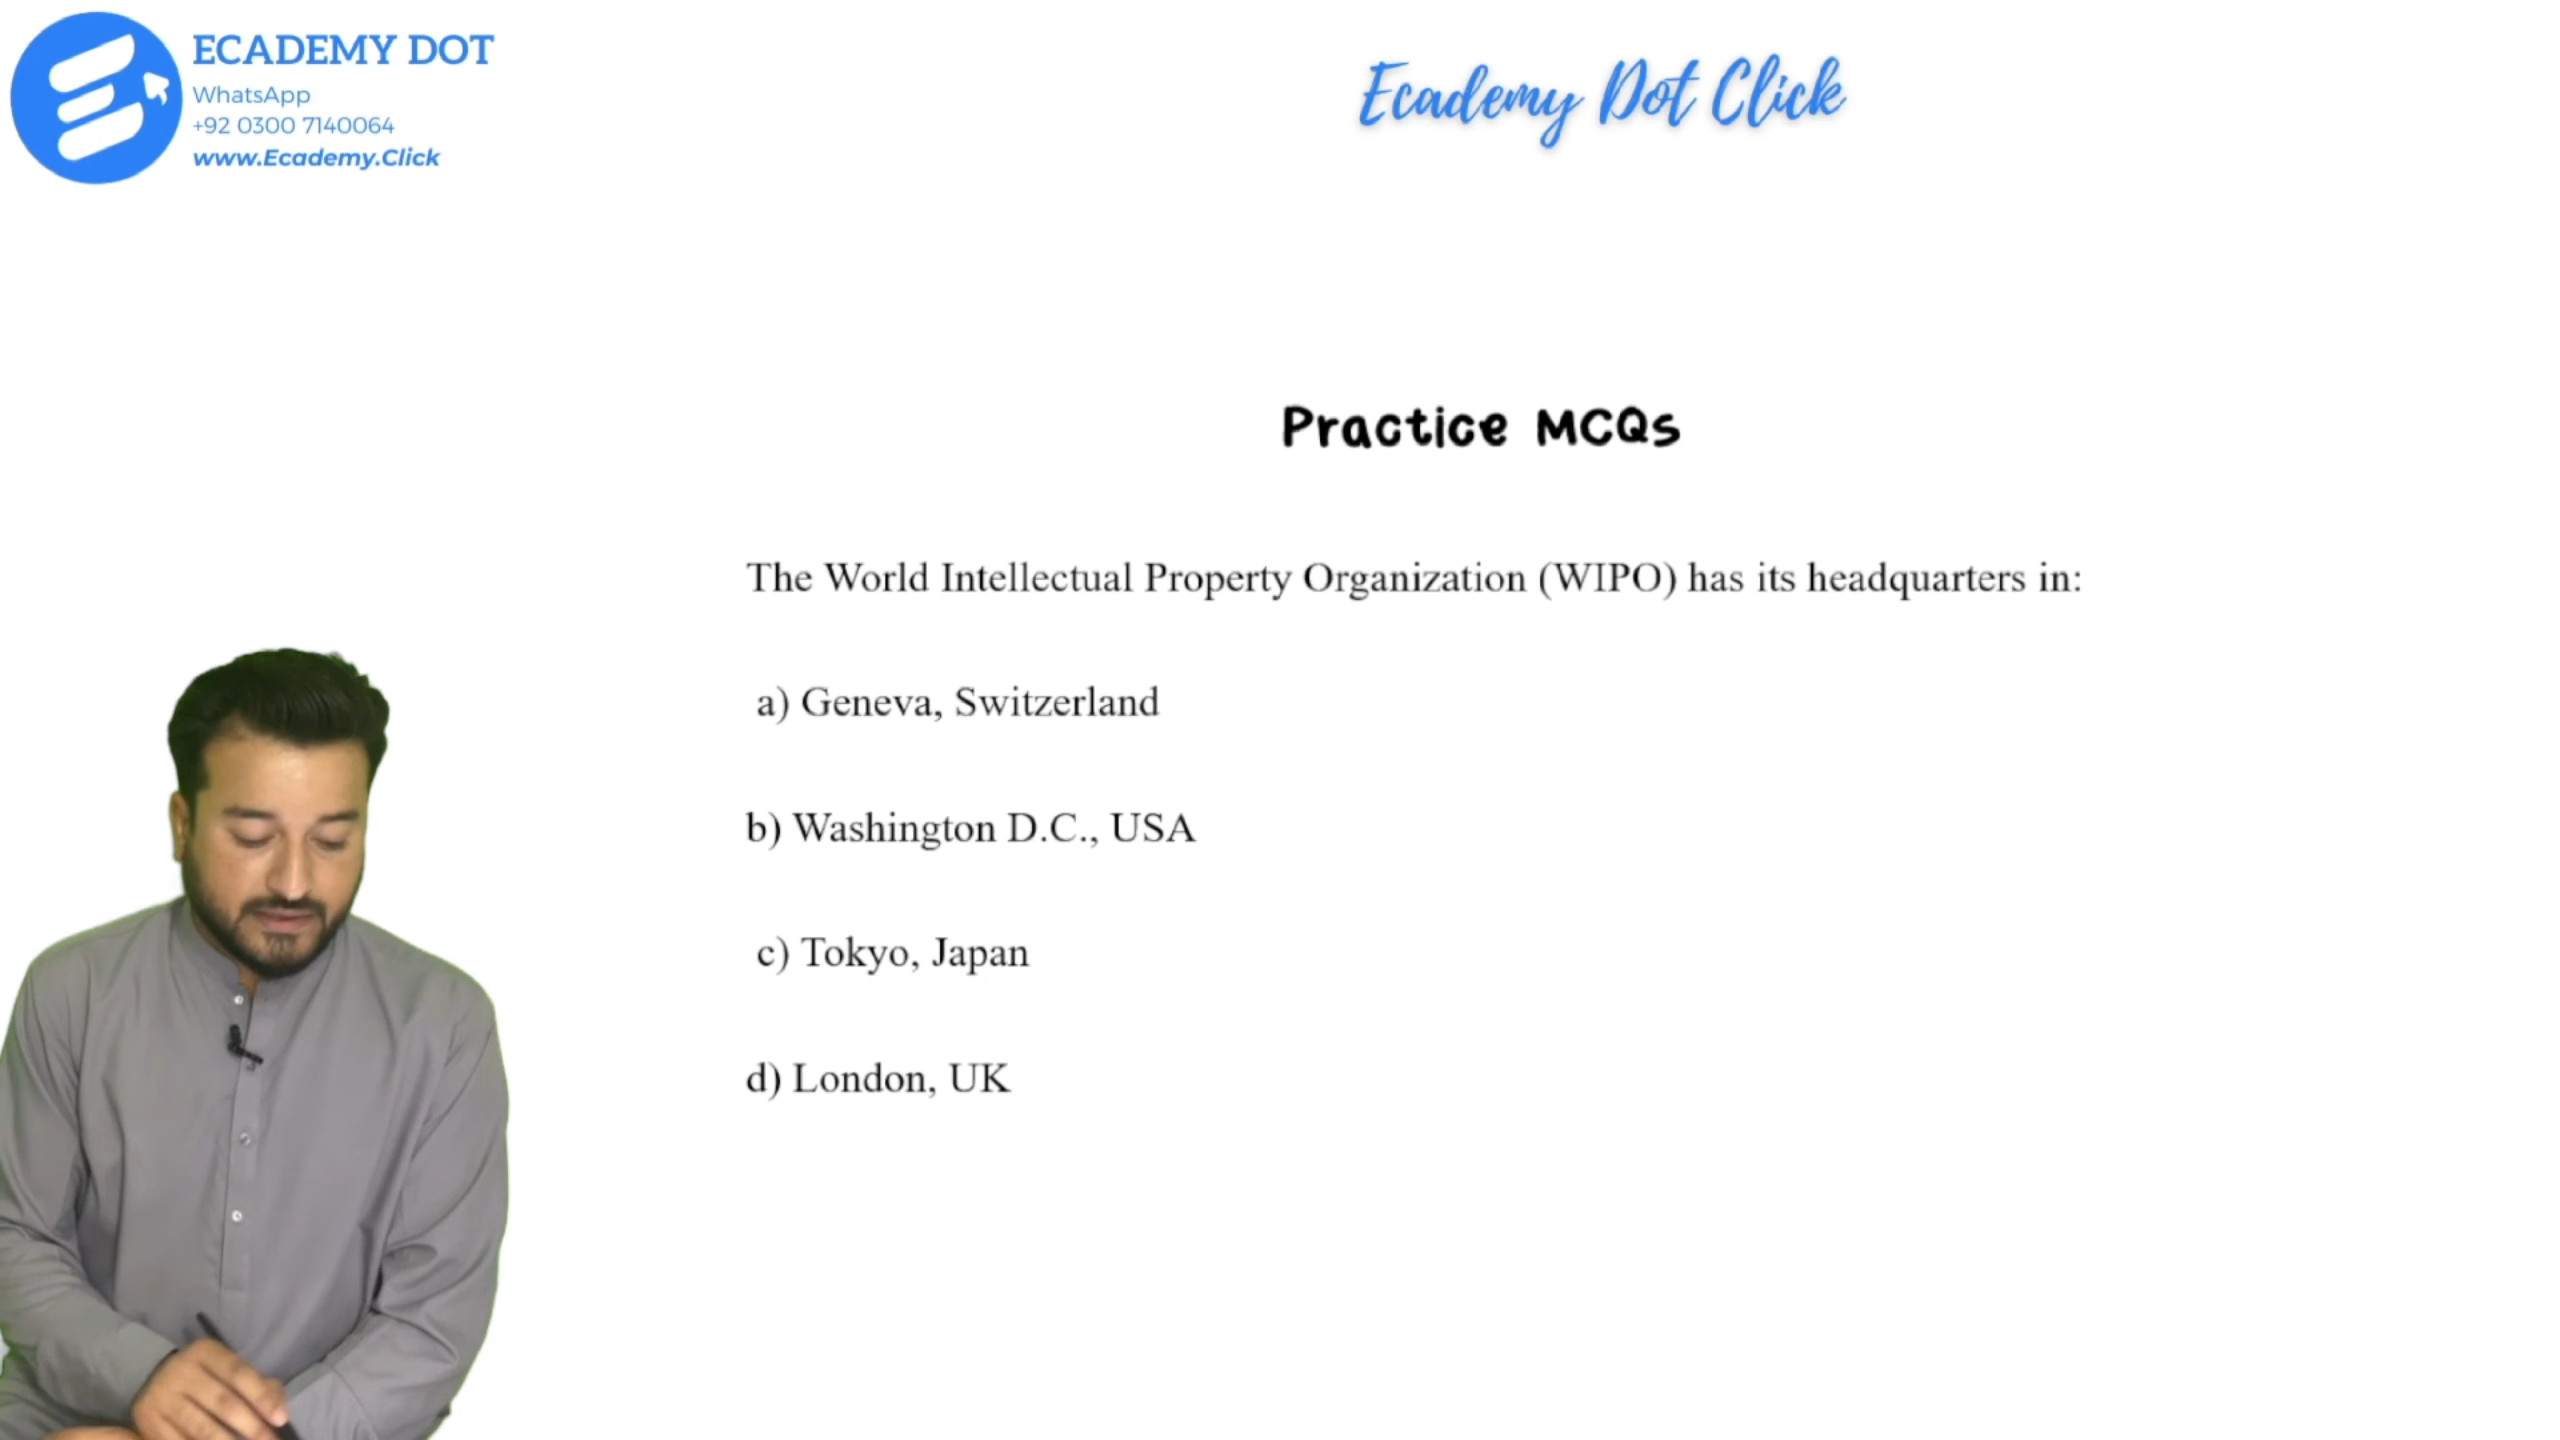 ECADEMY DOT
WhatsApp
+92 0300 7140064
www.Ecademy.Click
Ecademy Dot Click
Practice MCQs
The World Intellectual Property Organization (WIPO) has its headquarters in:
a) Geneva, Switzerland
b) Washington D.C., USA
c) Tokyo, Japan
d) London, UK